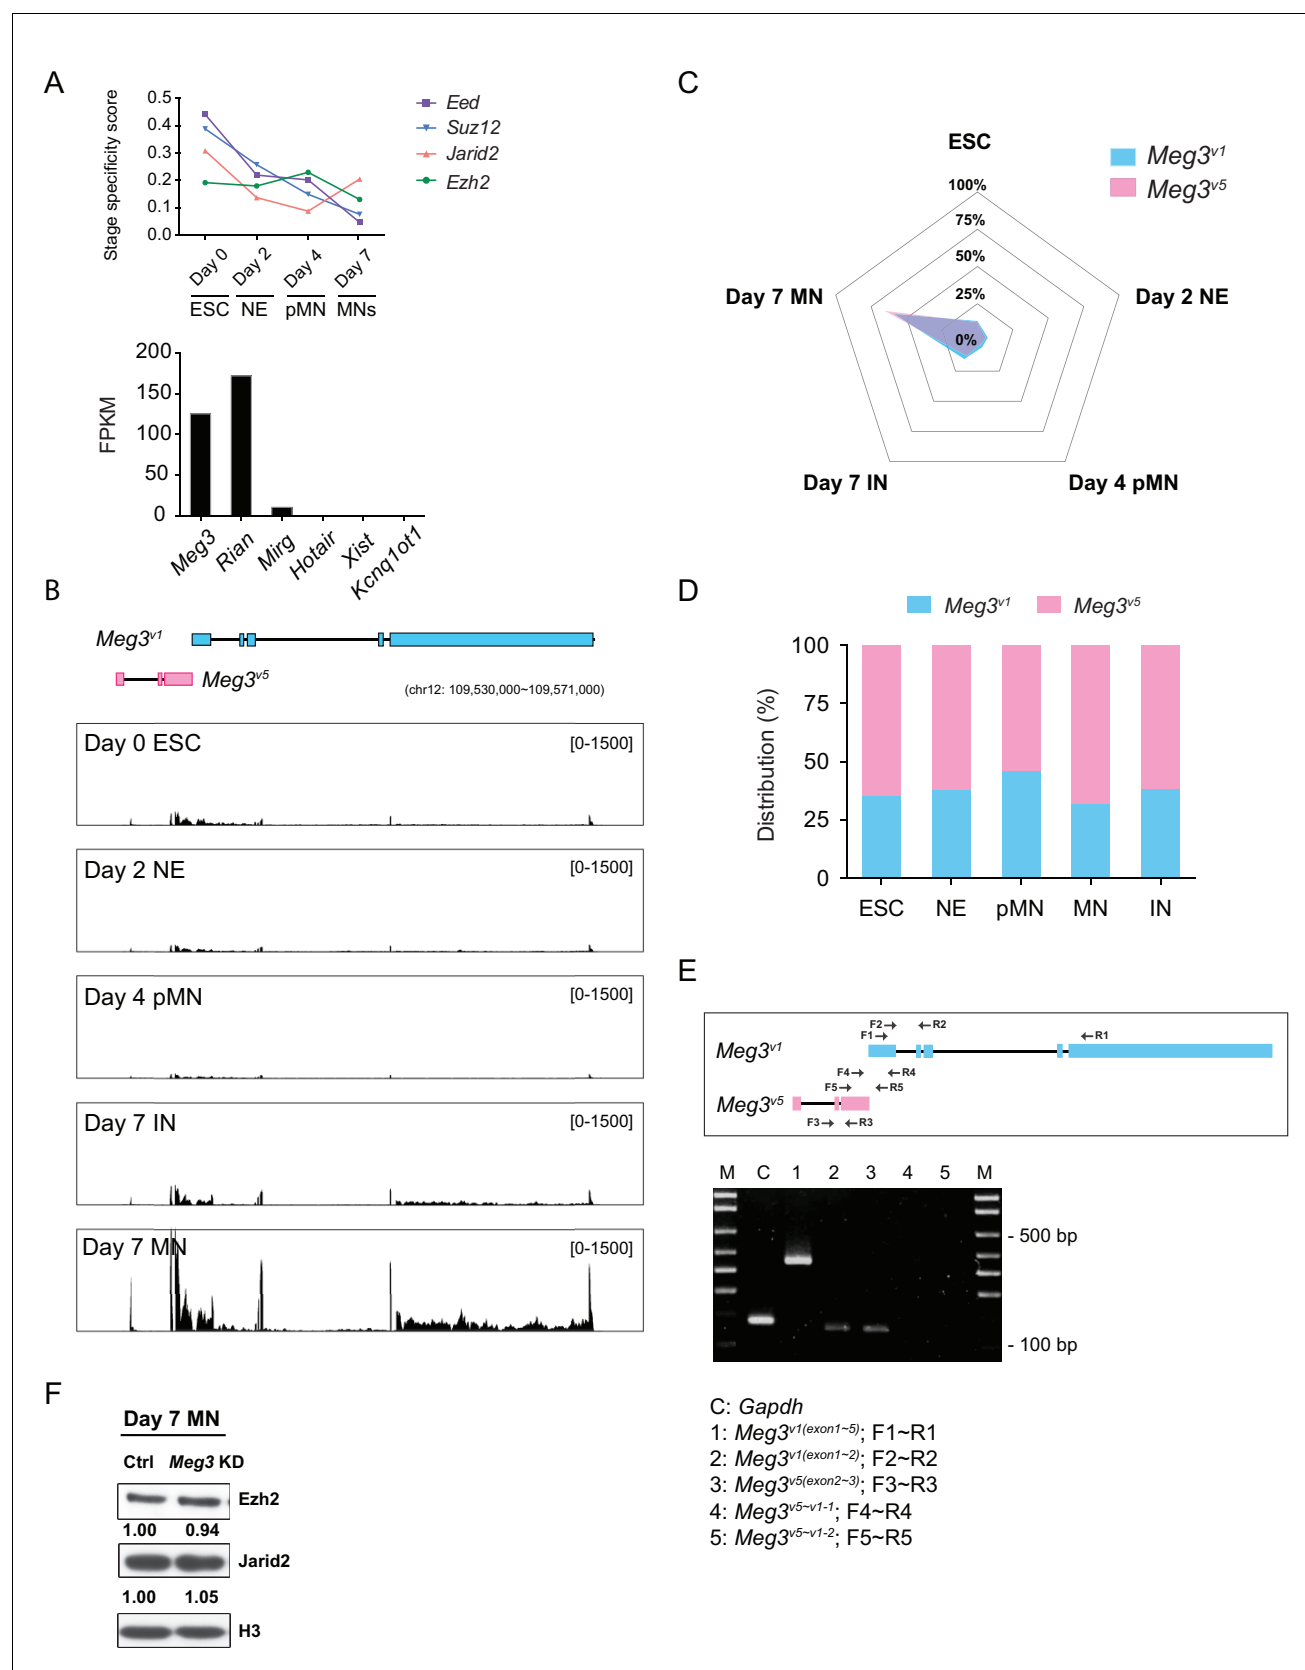 A
Stage specificity score
0.5
0.4
0.3
0.2
0.1
0.0
Day 0
Day 2
Day 4
Day 7
ESC
NE
pMN
MNs
Eed
Suz12
Jarid2
Ezh2
FPKM
200
150
100
50
0
Meg3
Rian
Mirg
Hotair
Xist
Kcnq1ot1
B
Meg3v1
Meg3v5
(chr12: 109,530,000~109,571,000)
Day 0 ESC [0-1500]
Day 2 NE [0-1500]
Day 4 pMN [0-1500]
Day 7 IN [0-1500]
Day 7 MN [0-1500]
C
Meg3v1
Meg3v5
ESC
100%
75%
50%
25%
0%
Day 7 MN
Day 2 NE
Day 7 IN
Day 4 pMN
D
Meg3v1 Meg3v5
Distribution (%)
100
75
50
25
0
ESC NE pMN MN IN
E
F2 R2
F1 R1
Meg3v1
F4 R4
F5 R5
Meg3v5
F3 R3
M C 1 2 3 4 5 M
- 500 bp
- 100 bp
C: Gapdh
1: Meg3v1(exon1~5); F1~R1
2: Meg3v1(exon1~2); F2~R2
3: Meg3v5(exon2~3); F3~R3
4: Meg3v5~v1-1; F4~R4
5: Meg3v5~v1-2; F5~R5
F
Day 7 MN
Ctrl Meg3 KD
Ezh2
1.00 0.94
Jarid2
1.00 1.05
H3